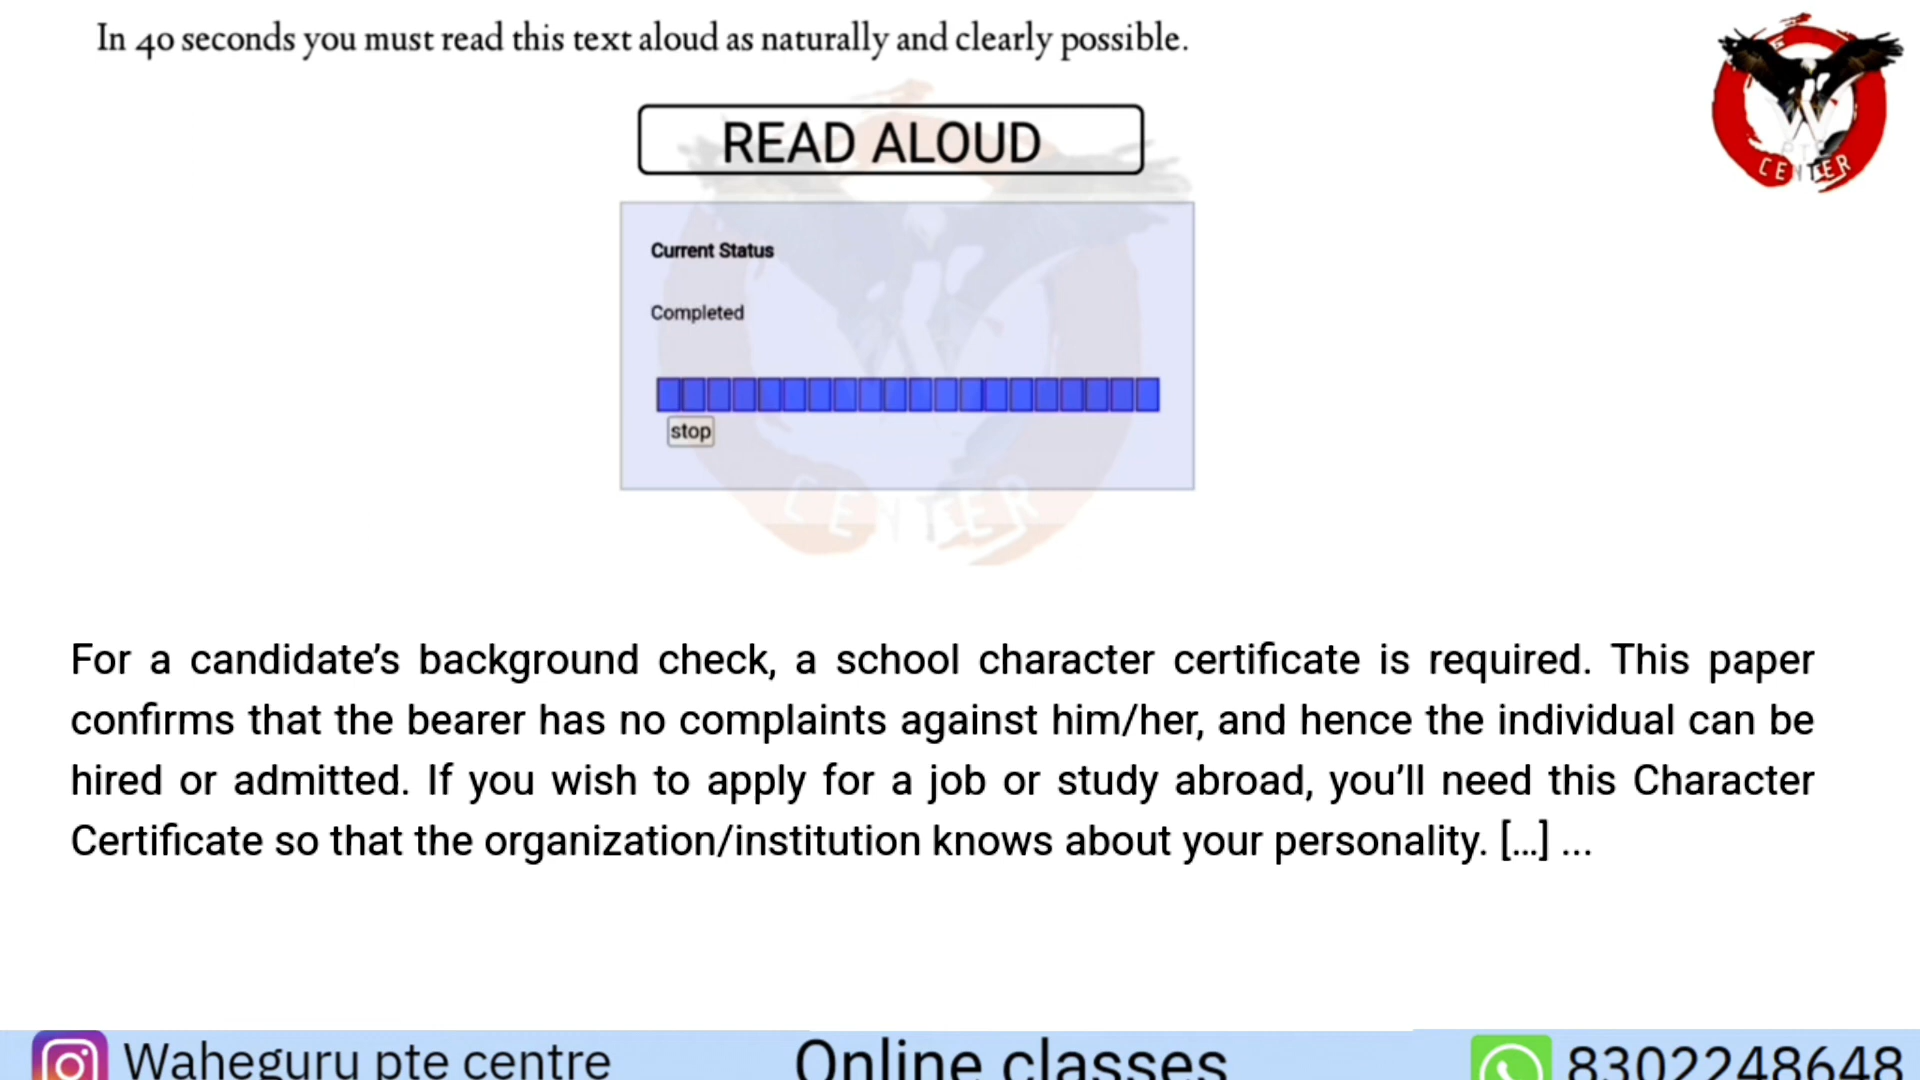 In 40 seconds you must read this text aloud as naturally and clearly possible.
READ ALOUD
Current Status
Completed
stop
For a candidate’s background check, a school character certificate is required. This paper
confirms that the bearer has no complaints against him/her, and hence the individual can be
hired or admitted. If you wish to apply for a job or study abroad, you’ll need this Character
Certificate so that the organization/institution knows about your personality. [...] ...
W
PTE
CENTER
CENTER
Waheguru pte centre
Online classes
8302248648